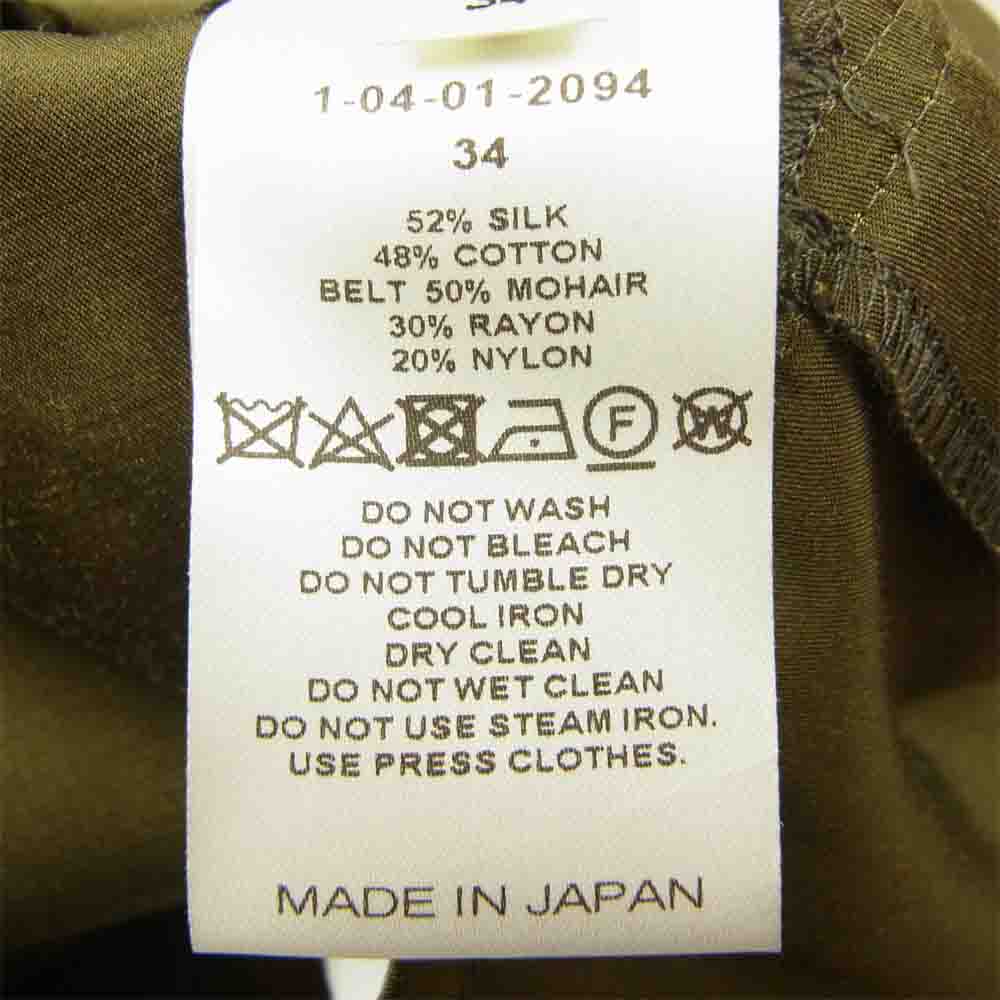 1-04-01-2094
34
52% SILK
48% COTTON
BELT 50% MOHAIR
30% RAYON
20% NYLON
F W
DO NOT WASH
DO NOT BLEACH
DO NOT TUMBLE DRY
COOL IRON
DRY CLEAN
DO NOT WET CLEAN
DO NOT USE STEAM IRON.
USE PRESS CLOTHES.
MADE IN JAPAN